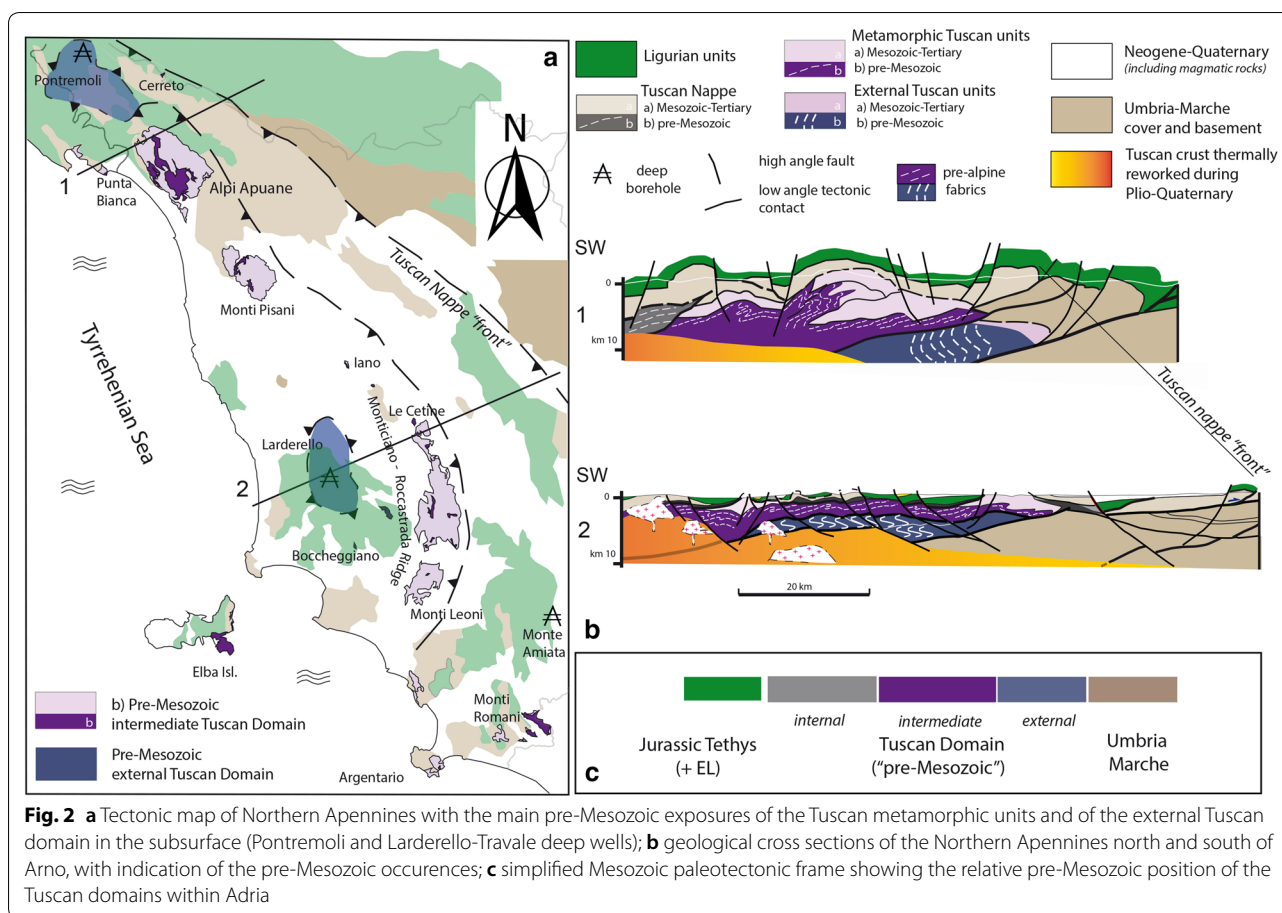 a
Pontremoli
Cerreto
1
Punta
Bianca
Alpi Apuane
N
Monti Pisani
Tuscan Nappe "front"
Tyrrehenian Sea
Iano
Le Cetine
Larderello
Monticiano - Roccastrada Ridge
2
Boccheggiano
Monti Leoni
Monte
Amiata
Elba Isl.
Monti
Romani
Argentario
b) Pre-Mesozoic
b
intermediate Tuscan Domain
Pre-Mesozoic
external Tuscan Domain
Ligurian units
Tuscan Nappe
a
a) Mesozoic-Tertiary
b
b) pre-Mesozoic
Metamorphic Tuscan units
a
a) Mesozoic-Tertiary
b
b) pre-Mesozoic
External Tuscan units
a
a) Mesozoic-Tertiary
b
b) pre-Mesozoic
Neogene-Quaternary
(including magmatic rocks)
Umbria-Marche
cover and basement
Tuscan crust thermally
reworked during
Plio-Quaternary
deep
borehole
high angle fault
low angle tectonic
contact
pre-alpine
fabrics
SW
0
1
km 10
Tuscan nappe "front"
SW
0
2
km 10
20 km
b
internal
intermediate
external
Jurassic Tethys
(+ EL)
Tuscan Domain
("pre-Mesozoic")
Umbria
Marche
c
Fig. 2 a Tectonic map of Northern Apennines with the main pre-Mesozoic exposures of the Tuscan metamorphic units and of the external Tuscan
domain in the subsurface (Pontremoli and Larderello-Travale deep wells); b geological cross sections of the Northern Apennines north and south of
Arno, with indication of the pre-Mesozoic occurences; c simplified Mesozoic paleotectonic frame showing the relative pre-Mesozoic position of the
Tuscan domains within Adria